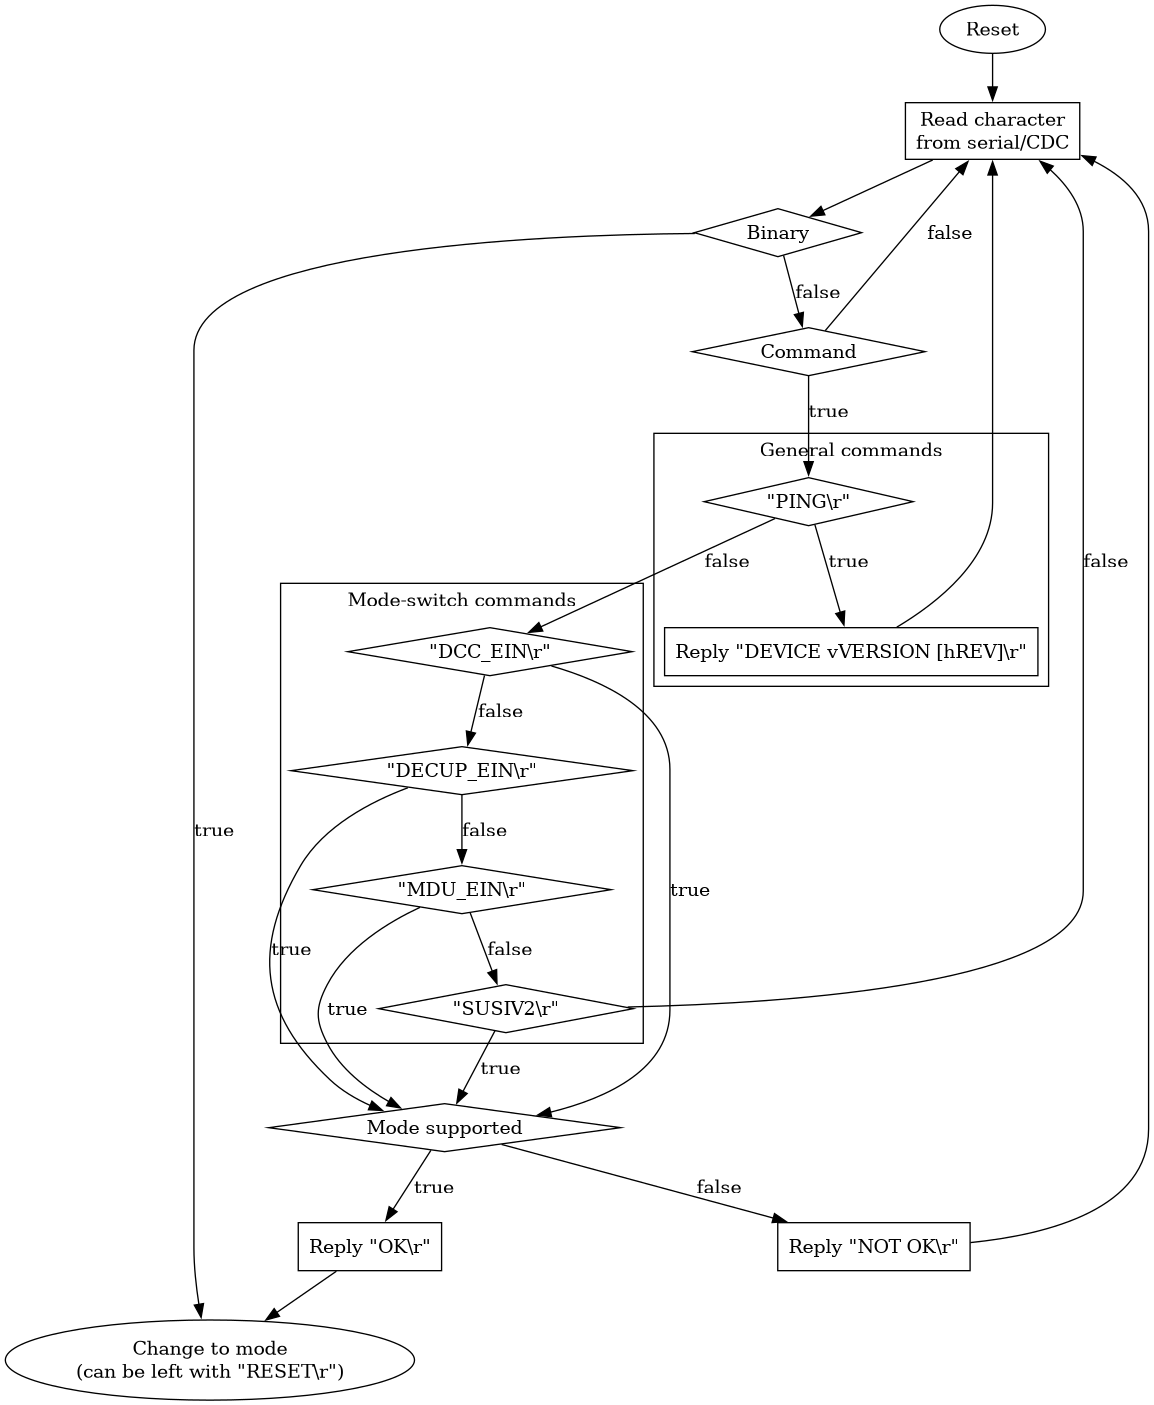 Reset
Read character
from serial/CDC
Binary
false
false
Command
true
General commands
"PING\r"
false
true
false
Mode-switch commands
"DCC_EIN\r"
Reply "DEVICE vVERSION [hREV]\r"
false
"DECUP_EIN\r"
true
false
"MDU_EIN\r"
true
true
false
true
"SUSIV2\r"
true
Mode supported
true
false
Reply "OK\r"
Reply "NOT OK\r"
Change to mode
(can be left with "RESET\r")